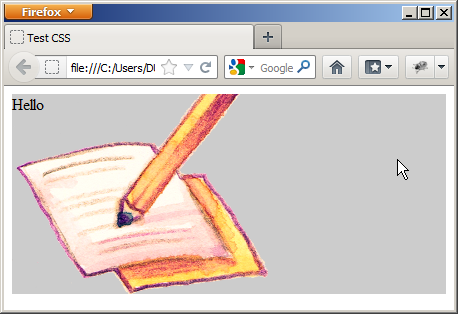 Firefox
Test CSS
file:///C:/Users/D
Google
Hello